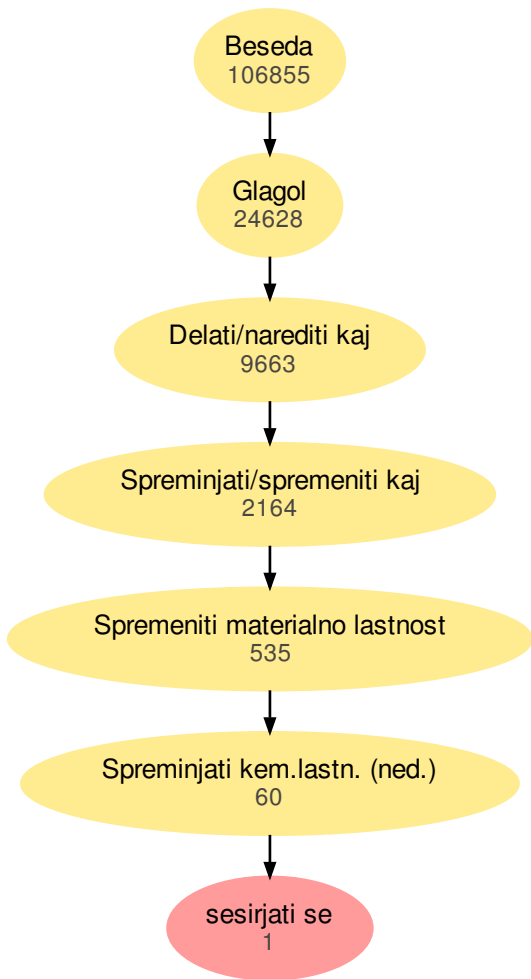 Beseda
106855
Glagol
24628
Delati/narediti kaj
9663
Spreminjati/spremeniti kaj
2164
Spremeniti materialno lastnost
535
Spreminjati kem.lastn. (ned.)
60
sesirjati se
1